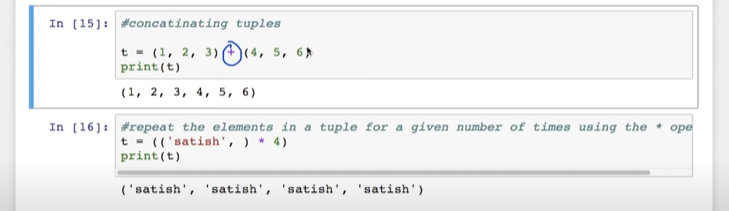 In [15]: #concatinating tuples
t = (1, 2, 3) + (4, 5, 6)
print(t)
(1, 2, 3, 4, 5, 6)
In [16]: #repeat the elements in a tuple for a given number of times using the * ope
t = (('satish', ) * 4)
print(t)
('satish', 'satish', 'satish', 'satish')